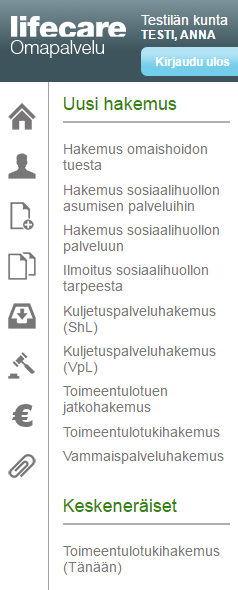 lifecare
Omapalvelu
Testilän kunta
TESTI, ANNA
Kirjaudu ulos
Uusi hakemus
Hakemus omaishoidon
tuesta
Hakemus sosiaalihuollon
asumisen palveluihin
Hakemus sosiaalihuollon
palveluun
Ilmoitus sosiaalihuollon
tarpeesta
Kuljetuspalveluhakemus
(ShL)
Kuljetuspalveluhakemus
(VpL)
Toimeentulotuen
jatkohakemus
Toimeentulotukihakemus
Vammaispalveluhakemus
Keskeneräiset
Toimeentulotukihakemus
(Tänään)